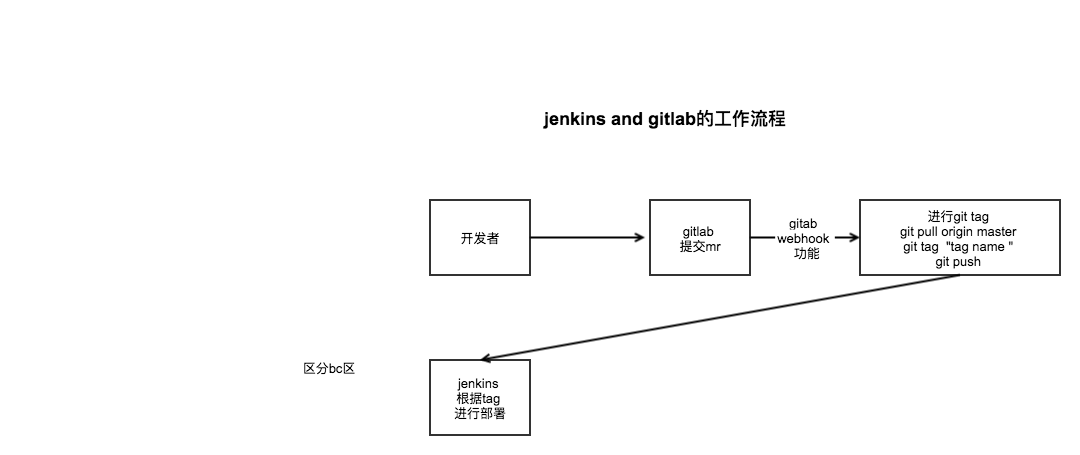 jenkins and gitlab的工作流程
开发者
gitlab
提交mr
gitab
webhook
功能
进行git tag
git pull origin master
git tag "tag name "
git push
区分bc区
jenkins
根据tag
进行部署